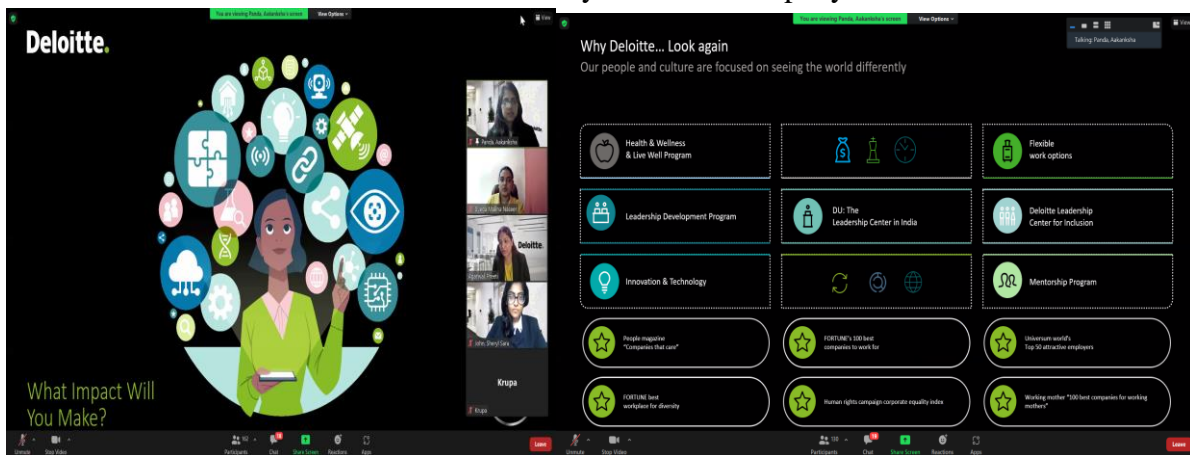 You are viewing Panda, Aakanksha's screen
View Options
View
Deloitte.
Panda, Aakanksha
Deloitte.
Agarwal, Preeti
John, Sheryl Sara
Krupa
Krupa
What Impact Will
You Make?
Unmute
Stop Video
Participants
Chat
Share Screen
Reactions
Apps
Leave
You are viewing Panda, Aakanksha's screen
View Options
View
Talking: Panda, Aakanksha
Why Deloitte... Look again
Our people and culture are focused on seeing the world differently
Health & Wellness
& Live Well Program
Flexible
work options
Leadership Development Program
DU: The
Leadership Center in India
Deloitte Leadership
Center for Inclusion
Innovation & Technology
Mentorship Program
People magazine
"Companies that care"
FORTUNE's 100 best
companies to work for
Universum world's
Top 50 attractive employers
FORTUNE best
workplace for diversity
Human rights campaign corporate equality index
Working mother "100 best companies for working
mothers"
Unmute
Stop Video
Participants
Chat
Share Screen
Reactions
Apps
Leave